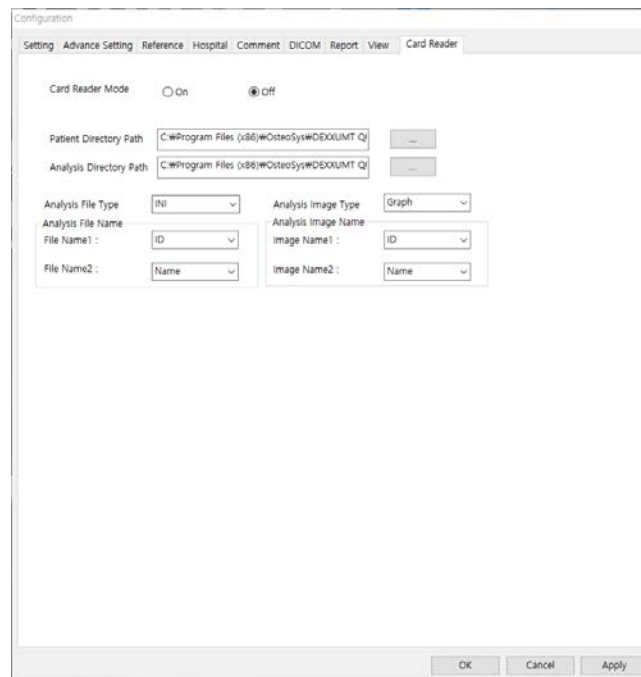 Configuration
Setting Advance Setting Reference Hospital Comment DICOM Report View Card Reader
Card Reader Mode On Off
Patient Directory Path C:₩Program Files (x86)₩OsteoSys₩DEXXUMT Q(
...
Analysis Directory Path C:₩Program Files (x86)₩OsteoSys₩DEXXUMT Q(
...
Analysis File Type INI Analysis Image Type Graph
Analysis File Name Analysis Image Name
File Name1 : ID Image Name1 : ID
File Name2 : Name Image Name2 : Name
OK Cancel Apply